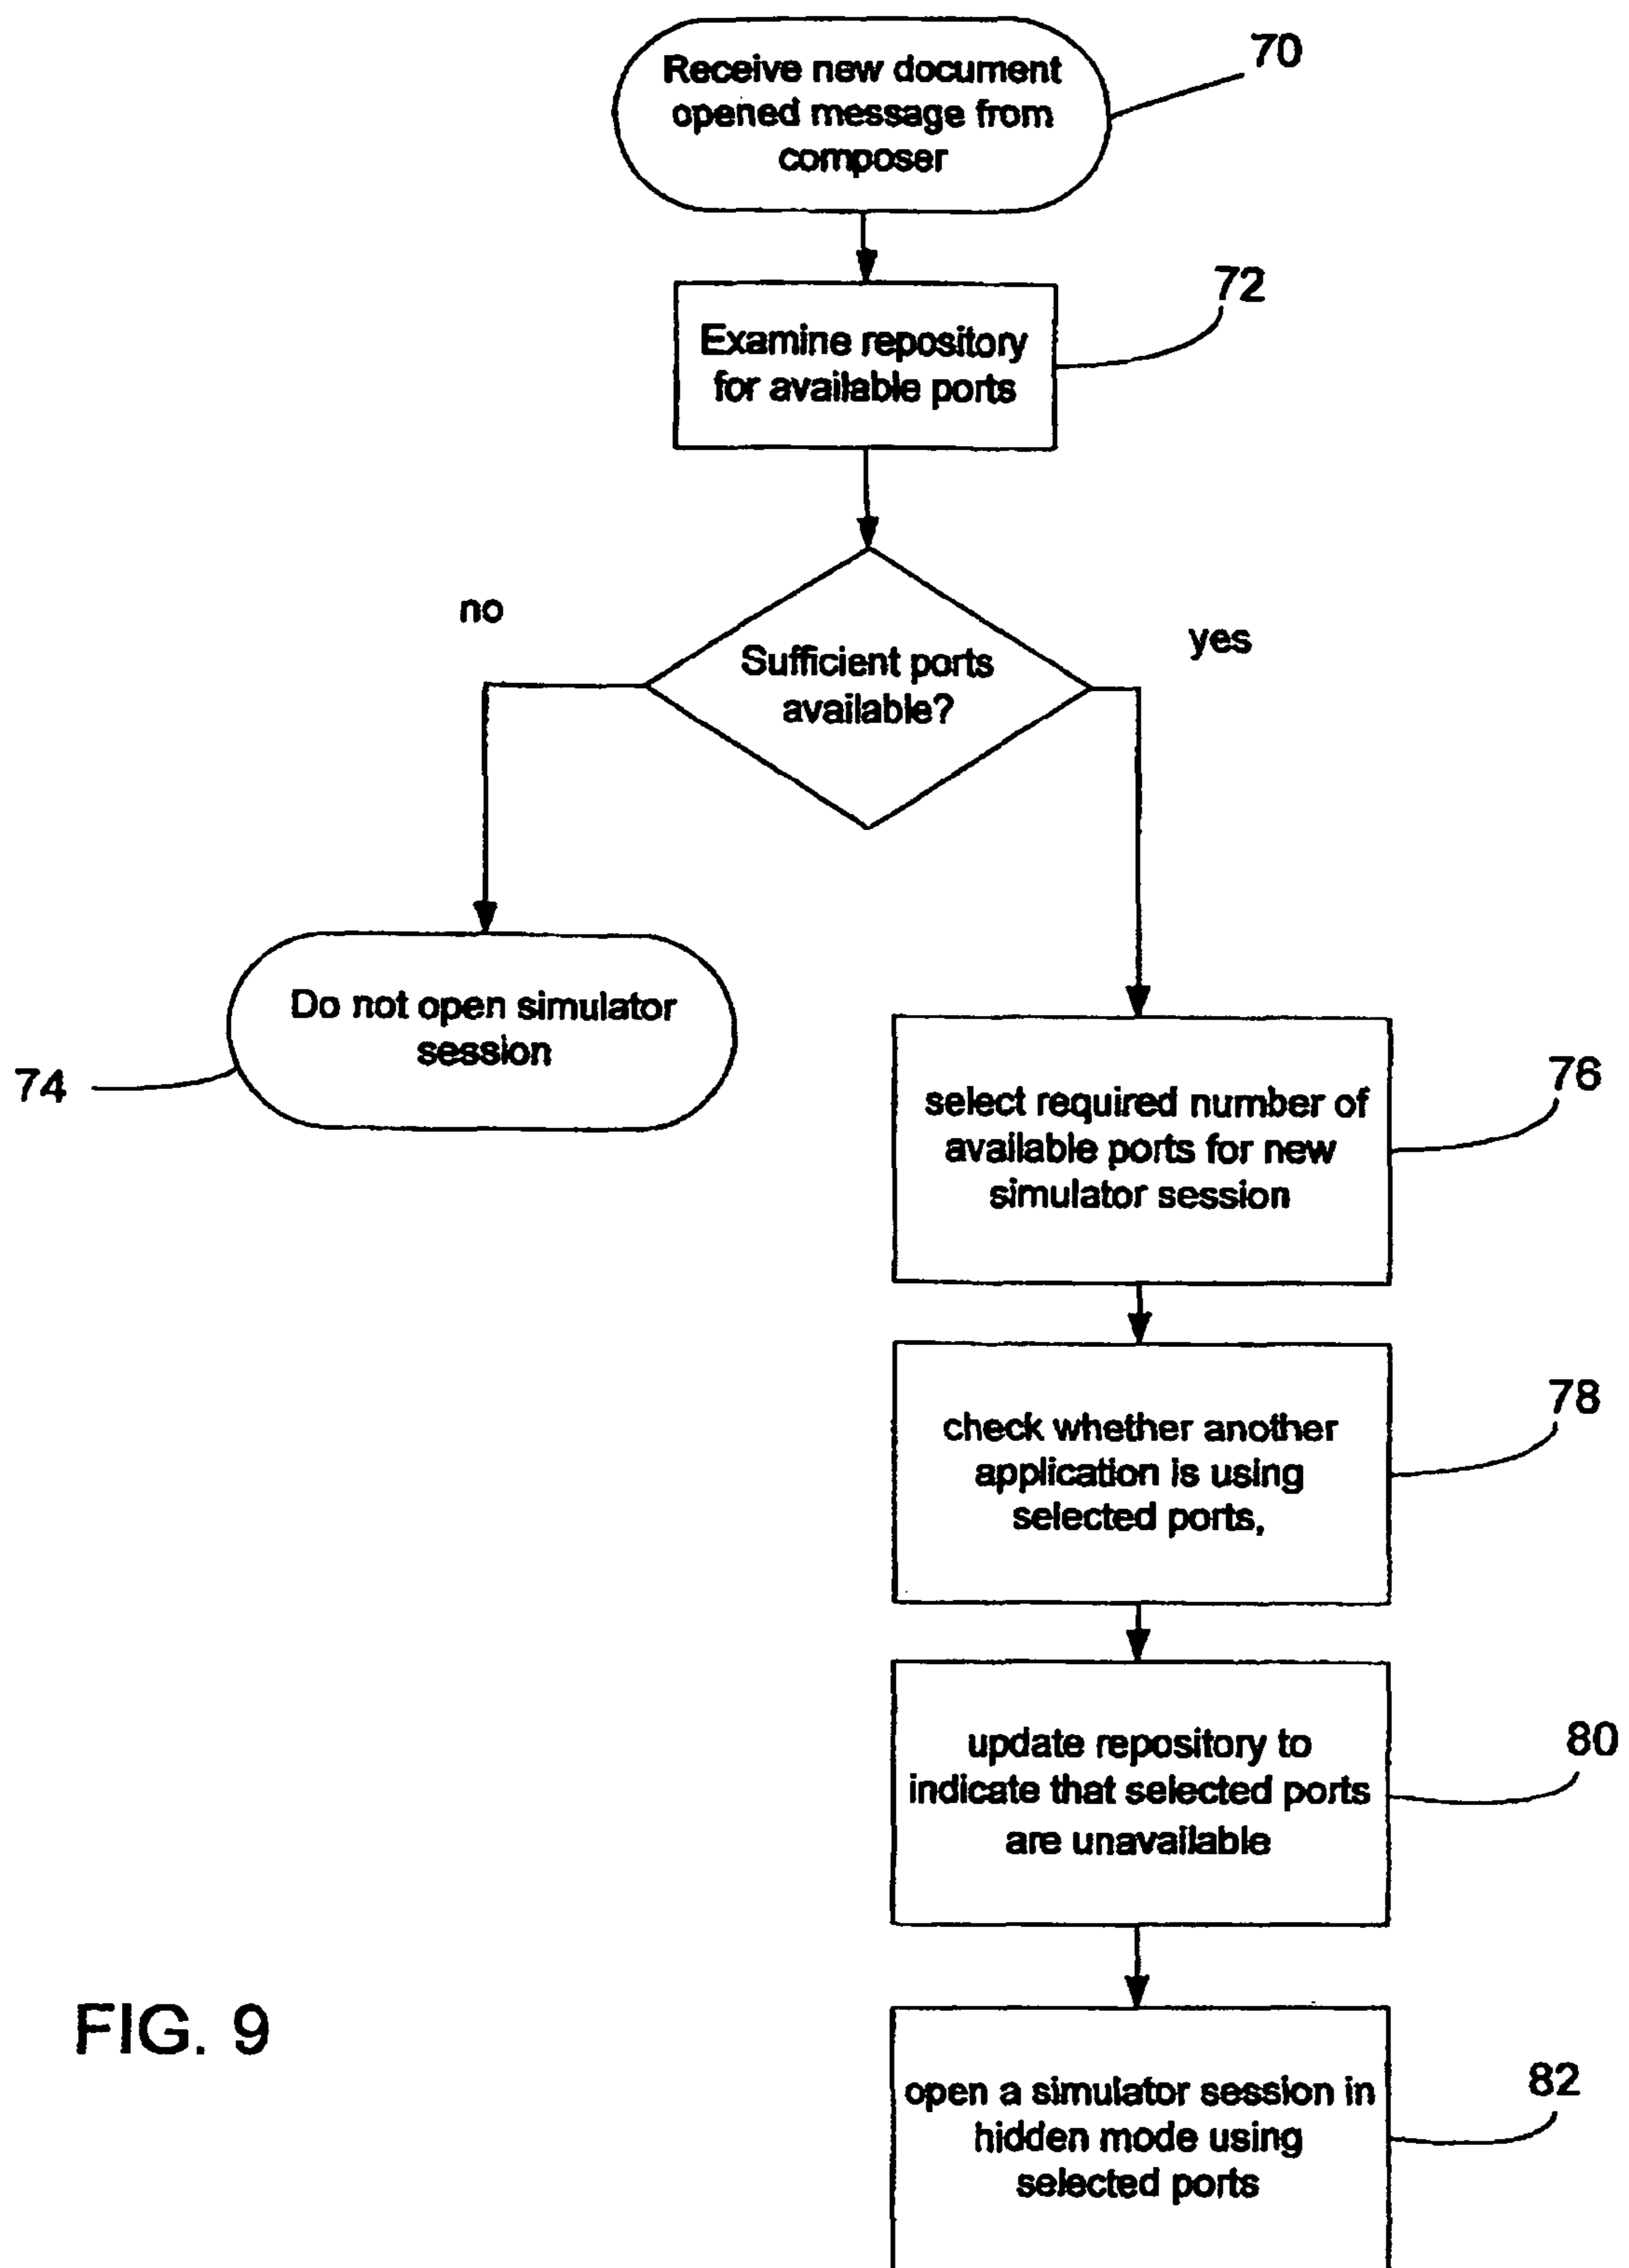 Receive new document
opened message from
composer
70
Examine repository
for available ports
72
no
yes
Sufficient ports
available?
Do not open simulator
session
74
select required number of
available ports for new
simulator session
76
check whether another
application is using
selected ports,
78
update repository to
indicate that selected ports
are unavailable
80
open a simulator session in
hidden mode using
selected ports
82
FIG. 9